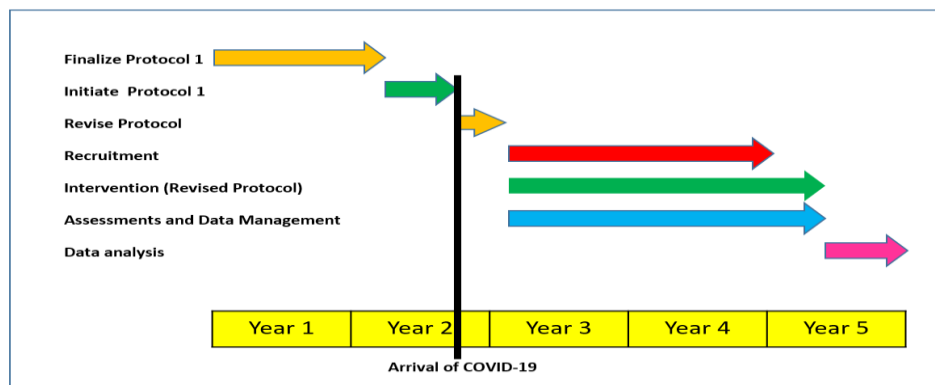 Finalize Protocol 1
Initiate Protocol 1
Revise Protocol
Recruitment
Intervention (Revised Protocol)
Assessments and Data Management
Data analysis
Year 1 Year 2 Year 3 Year 4 Year 5
Arrival of COVID-19